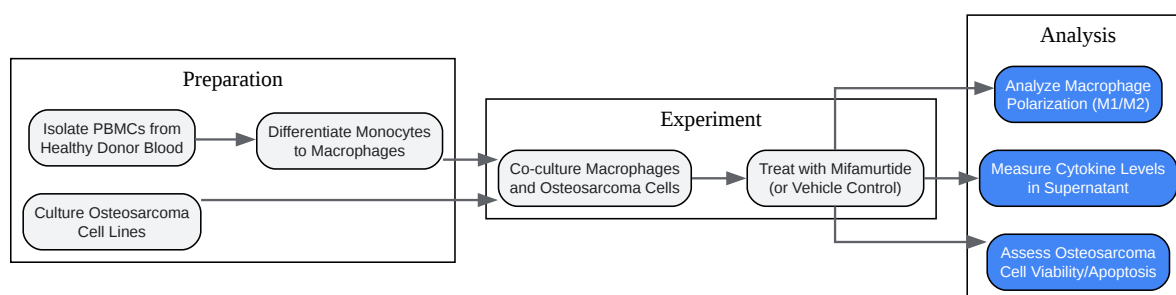 Preparation
Isolate PBMCs from
Healthy Donor Blood
Differentiate Monocytes
to Macrophages
Culture Osteosarcoma
Cell Lines
Experiment
Co-culture Macrophages
and Osteosarcoma Cells
Treat with Mifamurtide
(or Vehicle Control)
Analysis
Analyze Macrophage
Polarization (M1/M2)
Measure Cytokine Levels
in Supernatant
Assess Osteosarcoma
Cell Viability/Apoptosis